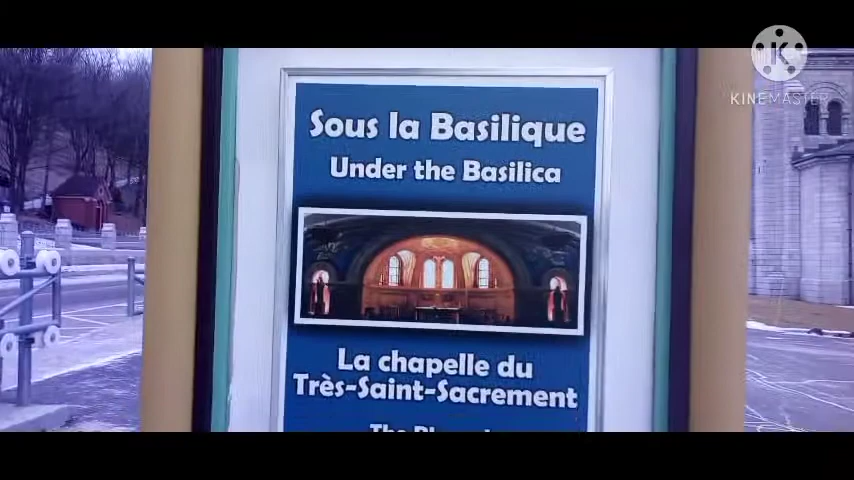 KINEMASTER
Sous la Basilique
Under the Basilica
La chapelle du
Très-Saint-Sacrement